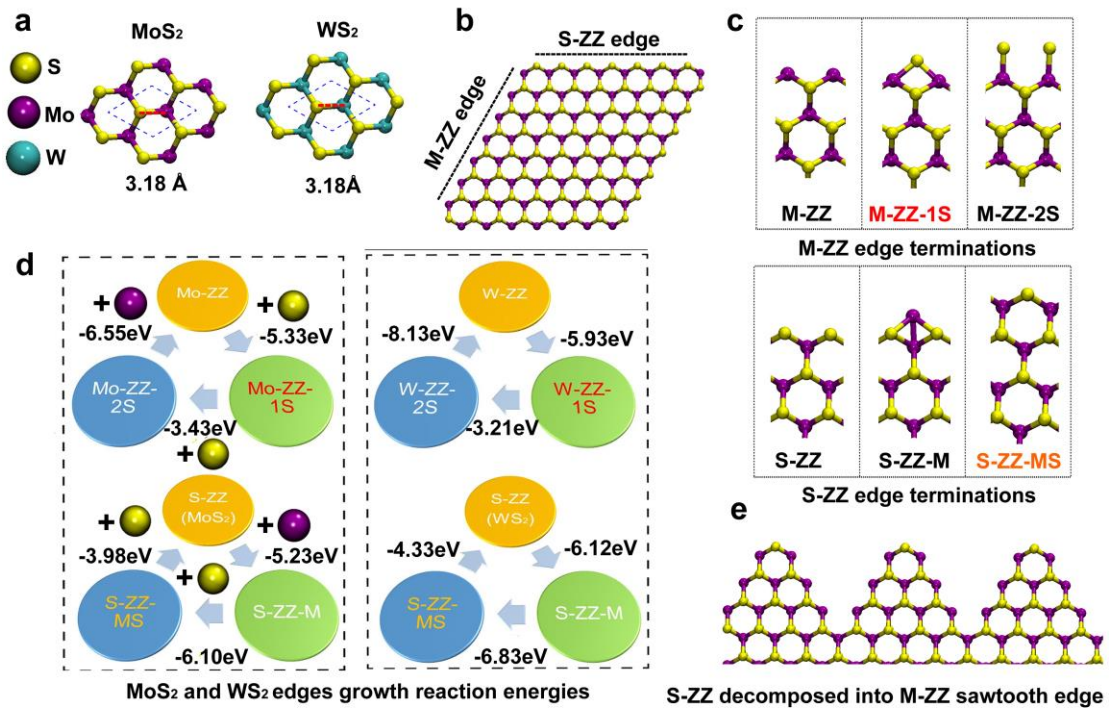 a
MoS₂
WS₂
S
Mo
W
3.18 Å
3.18Å
b
S-ZZ edge
M-ZZ edge
c
M-ZZ
M-ZZ-1S
M-ZZ-2S
M-ZZ edge terminations
S-ZZ
S-ZZ-M
S-ZZ-MS
S-ZZ edge terminations
d
Mo-ZZ
+
+
-6.55eV
-5.33eV
Mo-ZZ-
2S
Mo-ZZ-
1S
-3.43eV
+
S-ZZ
(MoS₂)
+
+
-3.98eV
-5.23eV
+
S-ZZ-
MS
S-ZZ-M
-6.10eV
W-ZZ
-8.13eV
-5.93eV
W-ZZ-
2S
W-ZZ-
1S
-3.21eV
S-ZZ
(WS₂)
-4.33eV
-6.12eV
S-ZZ-
MS
S-ZZ-M
-6.83eV
MoS₂ and WS₂ edges growth reaction energies
e
S-ZZ decomposed into M-ZZ sawtooth edge